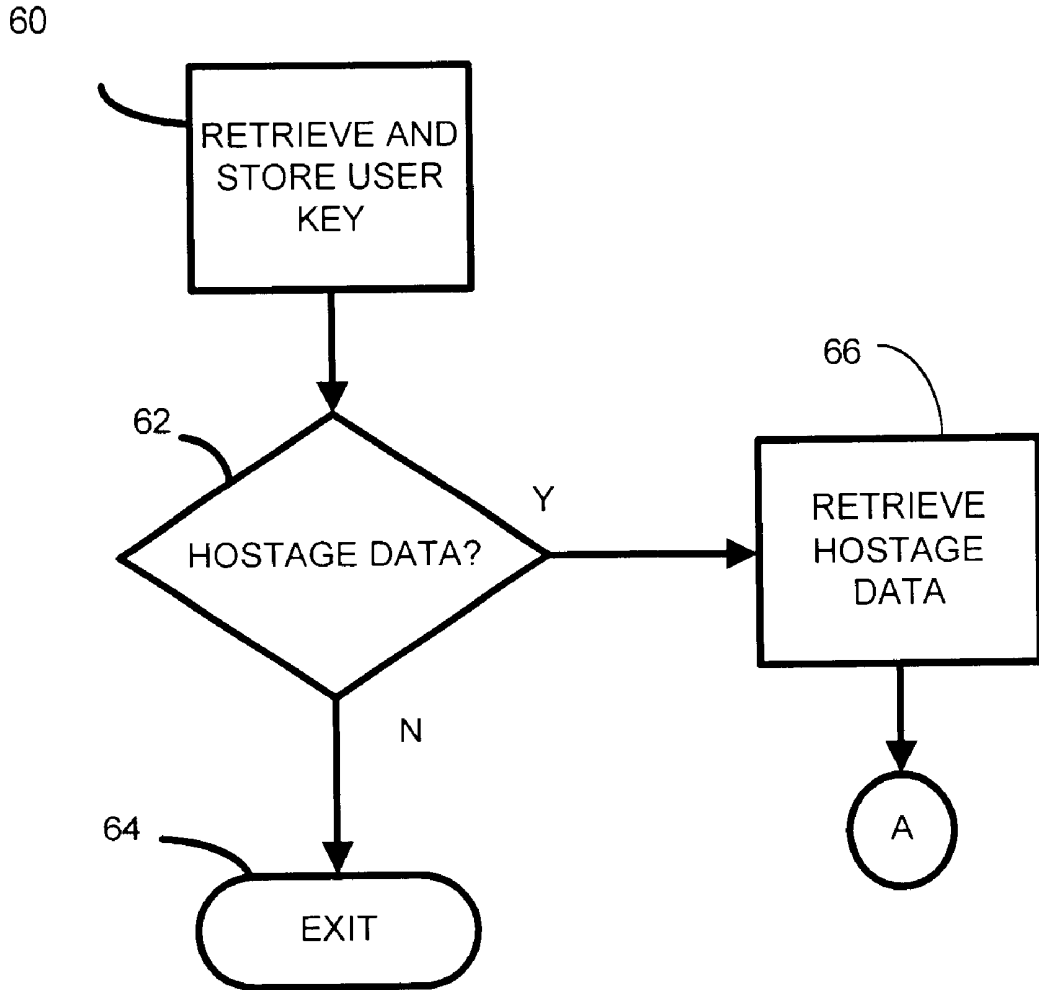 60
RETRIEVE AND
STORE USER
KEY
62
HOSTAGE DATA?
Y
66
RETRIEVE
HOSTAGE
DATA
N
A
64
EXIT